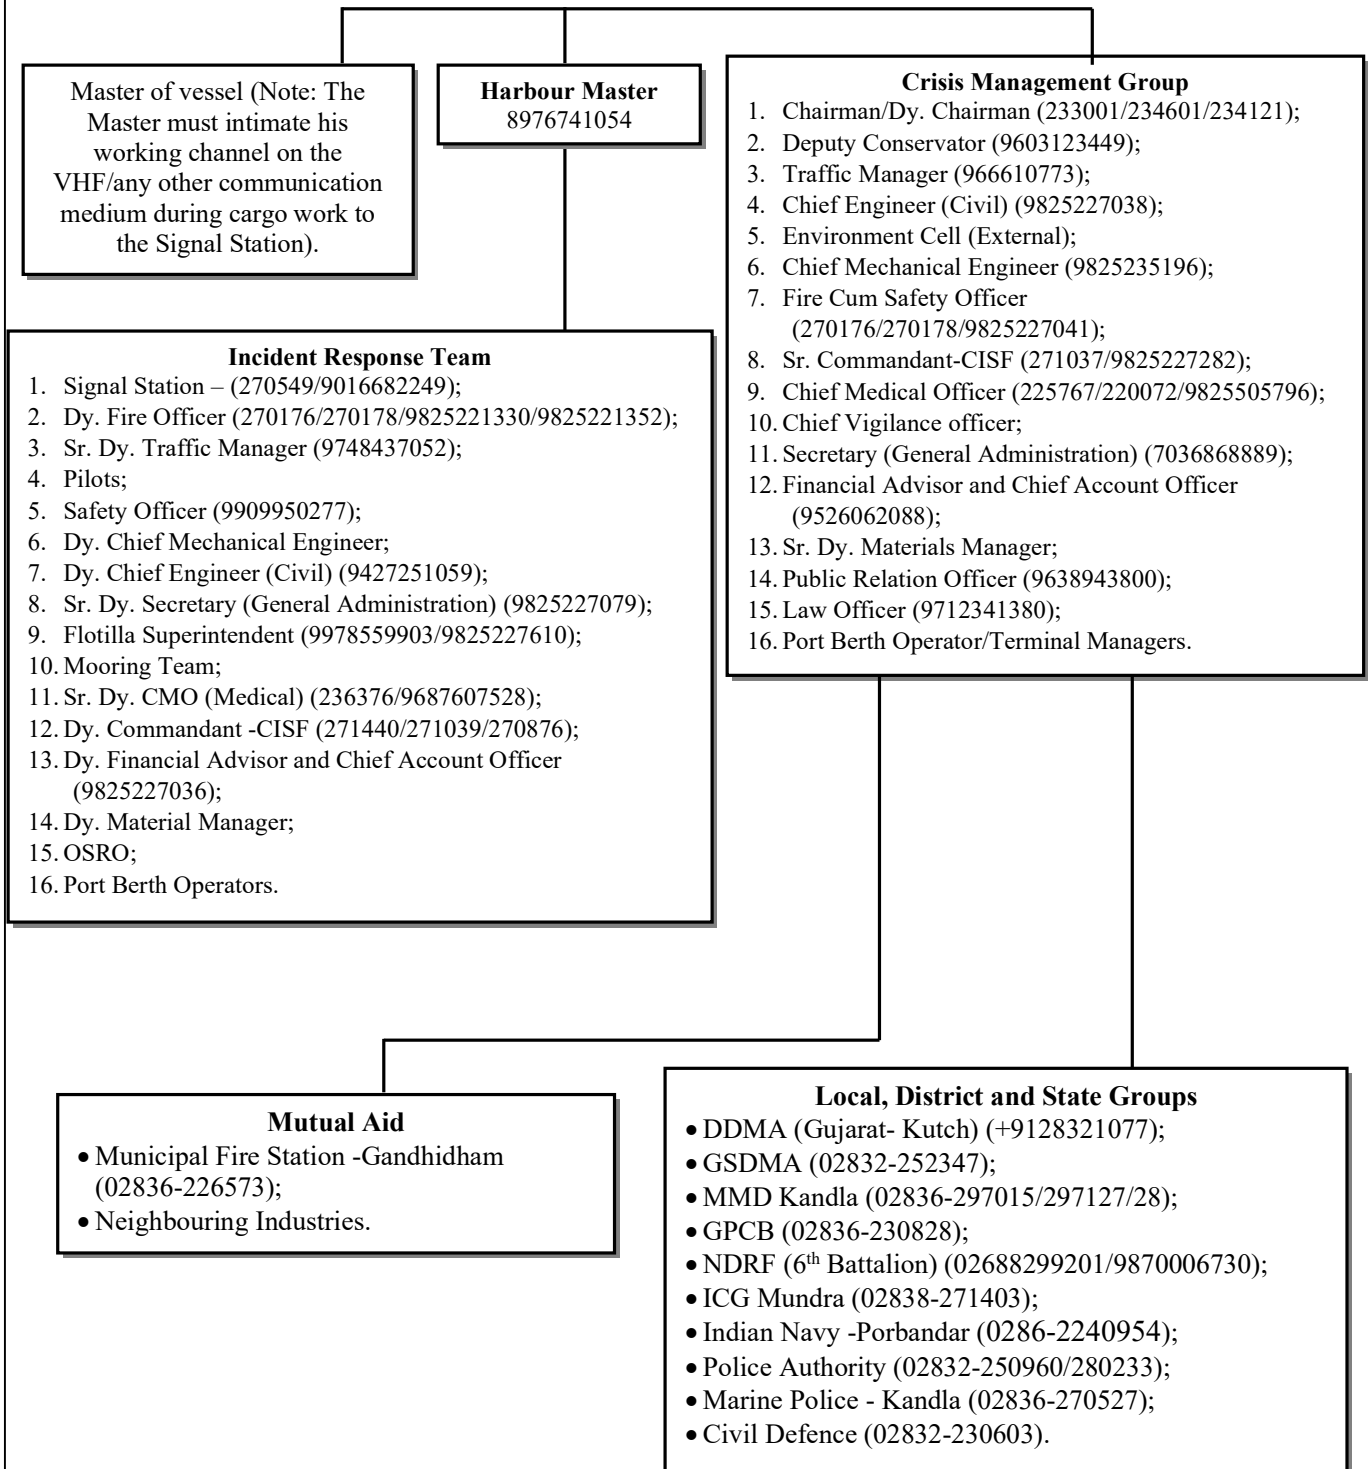 Master of vessel (Note: The
Master must intimate his
working channel on the
VHF/any other communication
medium during cargo work to
the Signal Station).
Harbour Master
8976741054
Crisis Management Group
1. Chairman/Dy. Chairman (233001/234601/234121);
2. Deputy Conservator (9603123449);
3. Traffic Manager (966610773);
4. Chief Engineer (Civil) (9825227038);
5. Environment Cell (External);
6. Chief Mechanical Engineer (9825235196);
7. Fire Cum Safety Officer
(270176/270178/9825227041);
8. Sr. Commandant-CISF (271037/9825227282);
9. Chief Medical Officer (225767/220072/9825505796);
10. Chief Vigilance officer;
11. Secretary (General Administration) (7036868889);
12. Financial Advisor and Chief Account Officer
(9526062088);
13. Sr. Dy. Materials Manager;
14. Public Relation Officer (9638943800);
15. Law Officer (9712341380);
16. Port Berth Operator/Terminal Managers.
Incident Response Team
1. Signal Station – (270549/9016682249);
2. Dy. Fire Officer (270176/270178/9825221330/9825221352);
3. Sr. Dy. Traffic Manager (9748437052);
4. Pilots;
5. Safety Officer (9909950277);
6. Dy. Chief Mechanical Engineer;
7. Dy. Chief Engineer (Civil) (9427251059);
8. Sr. Dy. Secretary (General Administration) (9825227079);
9. Flotilla Superintendent (9978559903/9825227610);
10. Mooring Team;
11. Sr. Dy. CMO (Medical) (236376/9687607528);
12. Dy. Commandant -CISF (271440/271039/270876);
13. Dy. Financial Advisor and Chief Account Officer
(9825227036);
14. Dy. Material Manager;
15. OSRO;
16. Port Berth Operators.
Mutual Aid
• Municipal Fire Station -Gandhidham
(02836-226573);
• Neighbouring Industries.
Local, District and State Groups
• DDMA (Gujarat- Kutch) (+9128321077);
• GSDMA (02832-252347);
• MMD Kandla (02836-297015/297127/28);
• GPCB (02836-230828);
• NDRF (6th Battalion) (02688299201/9870006730);
• ICG Mundra (02838-271403);
• Indian Navy -Porbandar (0286-2240954);
• Police Authority (02832-250960/280233);
• Marine Police - Kandla (02836-270527);
• Civil Defence (02832-230603).